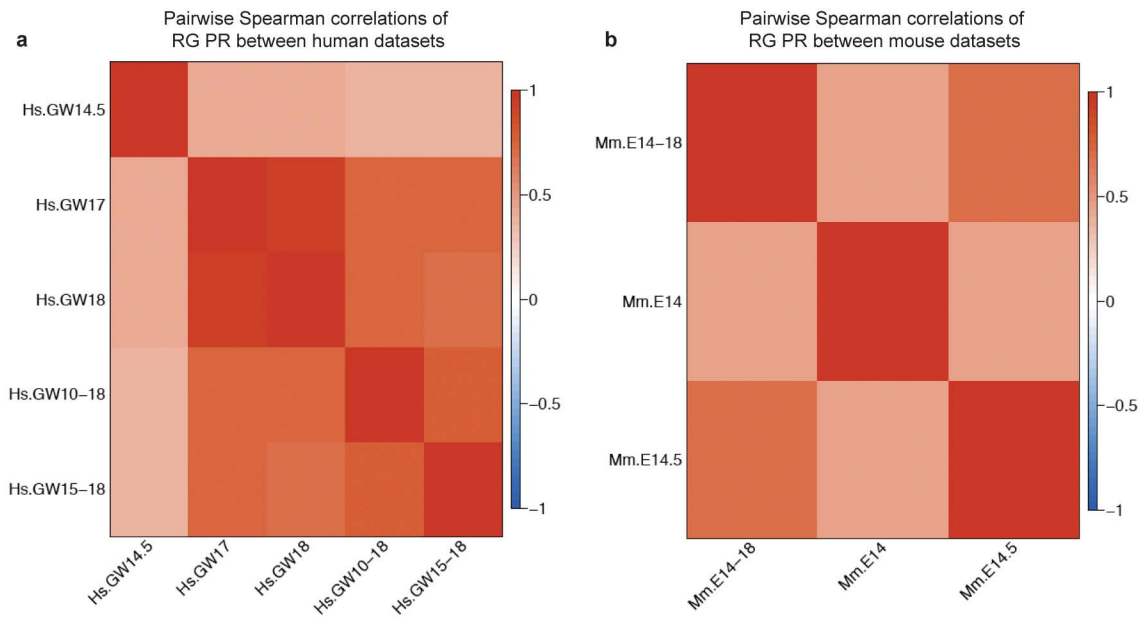 a
Pairwise Spearman correlations of
RG PR between human datasets
Hs.GW14.5
Hs.GW17
Hs.GW18
Hs.GW10−18
Hs.GW15−18
Hs.GW14.5
Hs.GW17
Hs.GW18
Hs.GW10−18
Hs.GW15−18
1
0.5
0
−0.5
−1
b
Pairwise Spearman correlations of
RG PR between mouse datasets
Mm.E14−18
Mm.E14
Mm.E14.5
Mm.E14−18
Mm.E14
Mm.E14.5
1
0.5
0
−0.5
−1